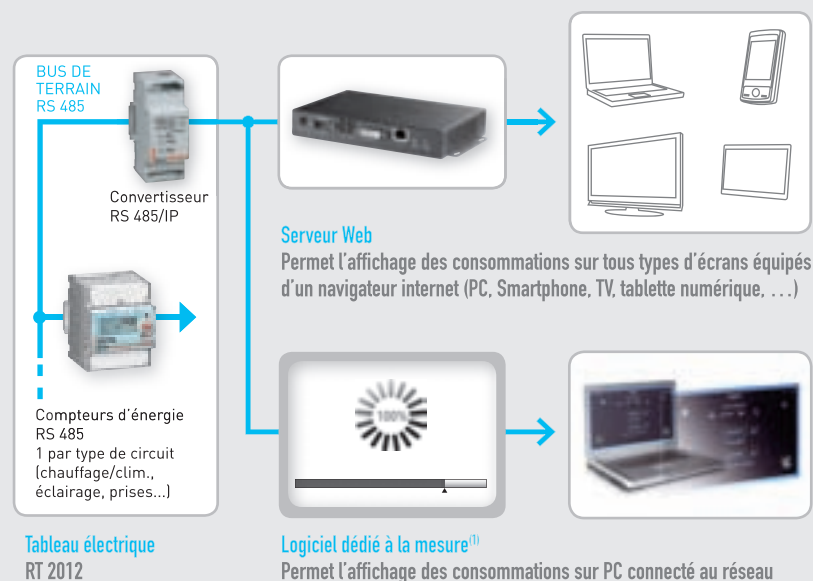 BUS DE
TERRAIN
RS 485
Convertisseur
RS 485/IP
Compteurs d'énergie
RS 485
1 par type de circuit
(chauffage/clim.,
éclairage, prises...)
Tableau électrique
RT 2012
Serveur Web
Permet l'affichage des consommations sur tous types d'écrans équipés
d'un navigateur internet (PC, Smartphone, TV, tablette numérique, ...)
100%
Logiciel dédié à la mesure(1)
Permet l'affichage des consommations sur PC connecté au réseau